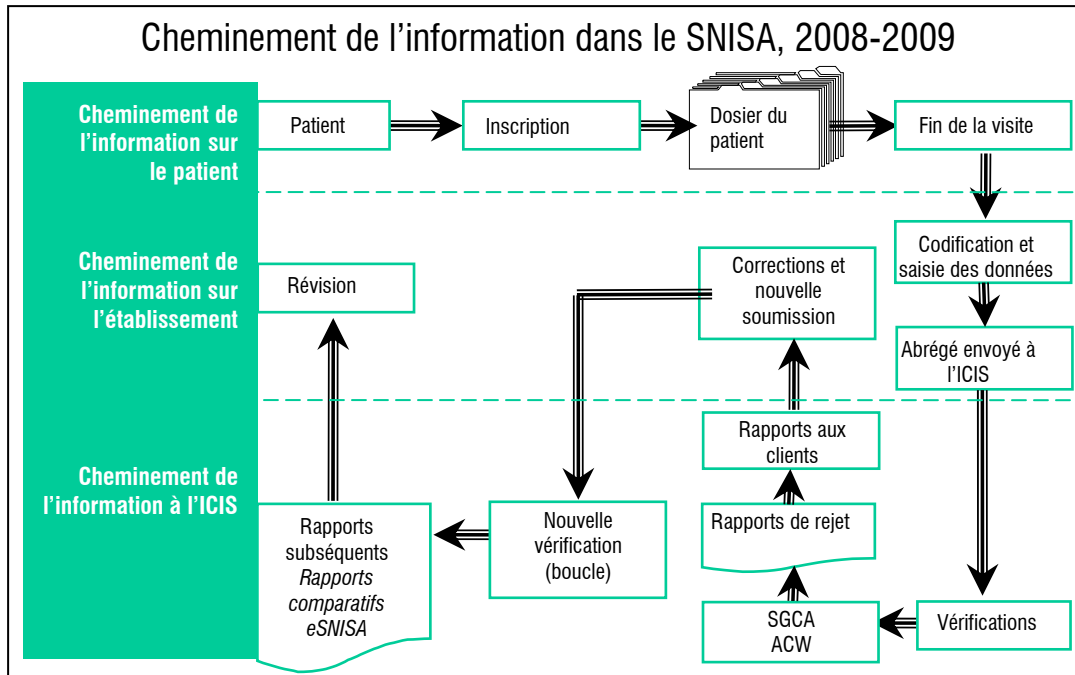 Cheminement de l'information dans le SNISA, 2008-2009
Cheminement de
l'information sur
le patient
Patient
Inscription
Dosier du
patient
Fin de la visite
Cheminement de
l'information sur
l'établissement
Révision
Corrections et
nouvelle
soumission
Codification et
saisie des données
Abrégé envoyé à
l'ICIS
Cheminement de
l'information à l'ICIS
Rapports
subséquents
Rapports
comparatifs
eSNISA
Nouvelle
vérification
(boucle)
Rapports aux
clients
Rapports de rejet
SGCA
ACW
Vérifications